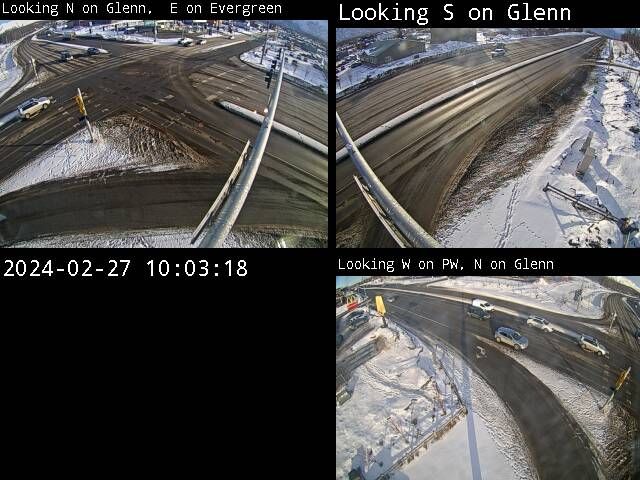 Looking N on Glenn, E on Evergreen
Looking S on Glenn
2024-02-27 10:03:18
Looking W on PW, N on Glenn